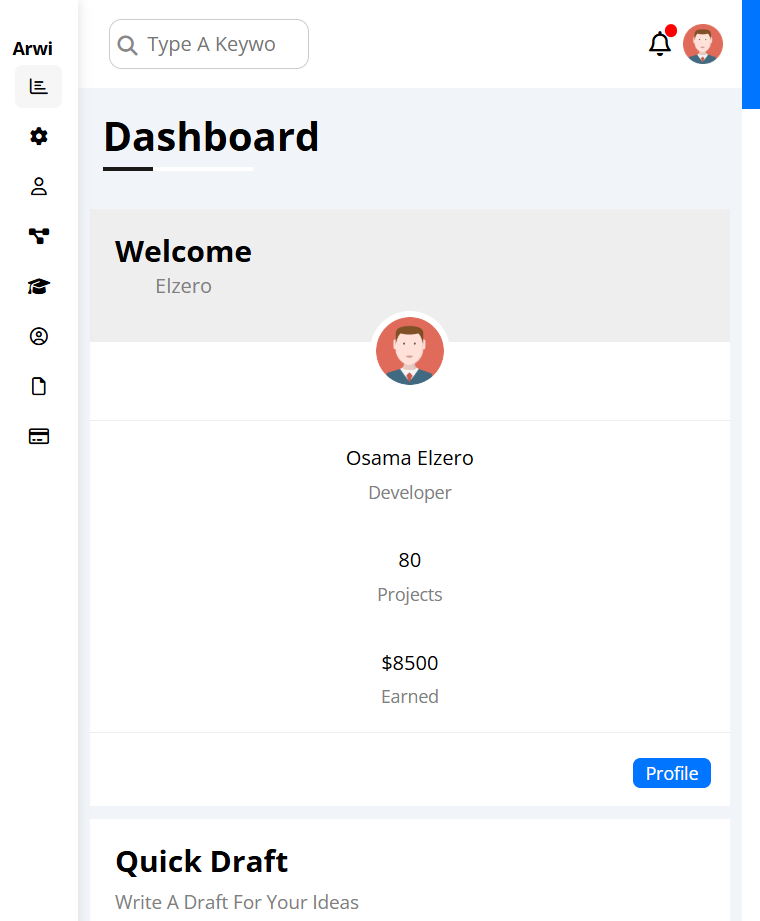 Arwi
Type A Keywo
Dashboard
Welcome
Elzero
Osama Elzero
Developer
80
Projects
$8500
Earned
Profile
Quick Draft
Write A Draft For Your Ideas